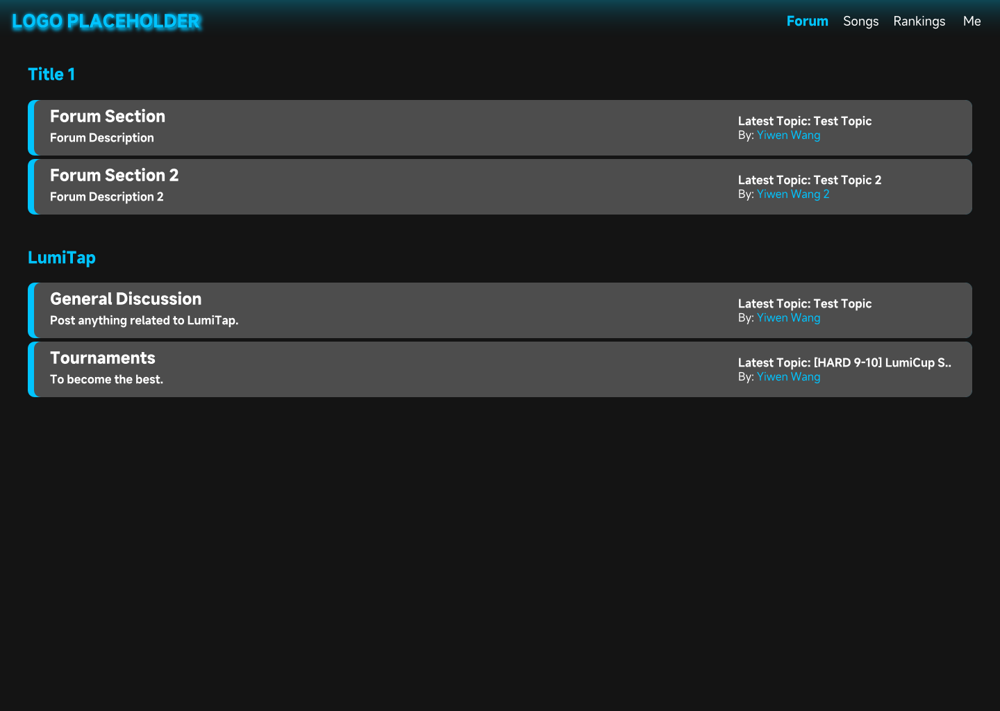 LOGO PLACEHOLDER
Forum Songs Rankings Me
Title 1
Forum Section
Forum Description
Latest Topic: Test Topic
By: Yiwen Wang
Forum Section 2
Forum Description 2
Latest Topic: Test Topic 2
By: Yiwen Wang 2
LumiTap
General Discussion
Post anything related to LumiTap.
Latest Topic: Test Topic
By: Yiwen Wang
Tournaments
To become the best.
Latest Topic: [HARD 9-10] LumiCup S..
By: Yiwen Wang